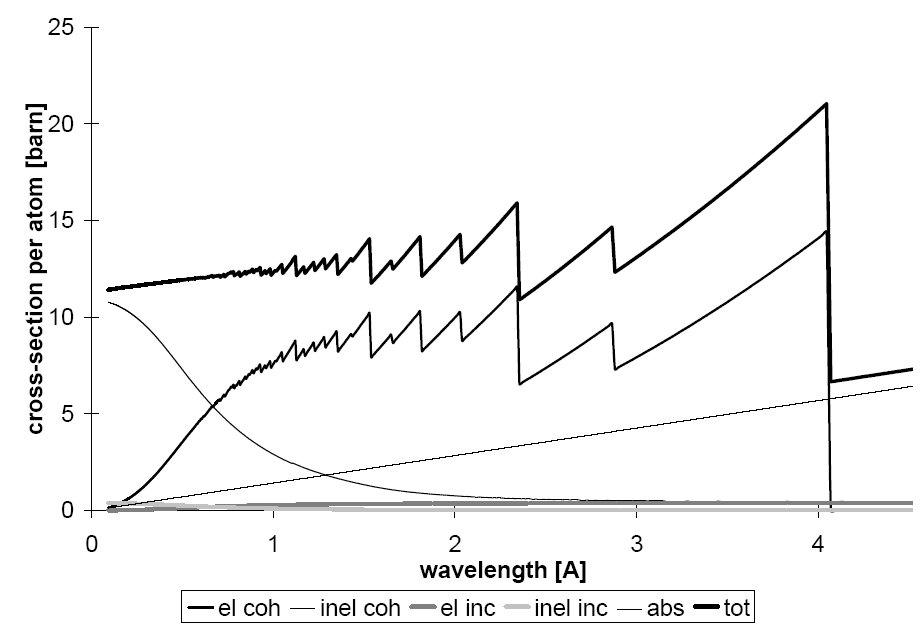 25
20
15
10
5
0
cross-section per atom [barn]
0 1 2 3 4
wavelength [A]
el coh inel coh el inc inel inc abs tot